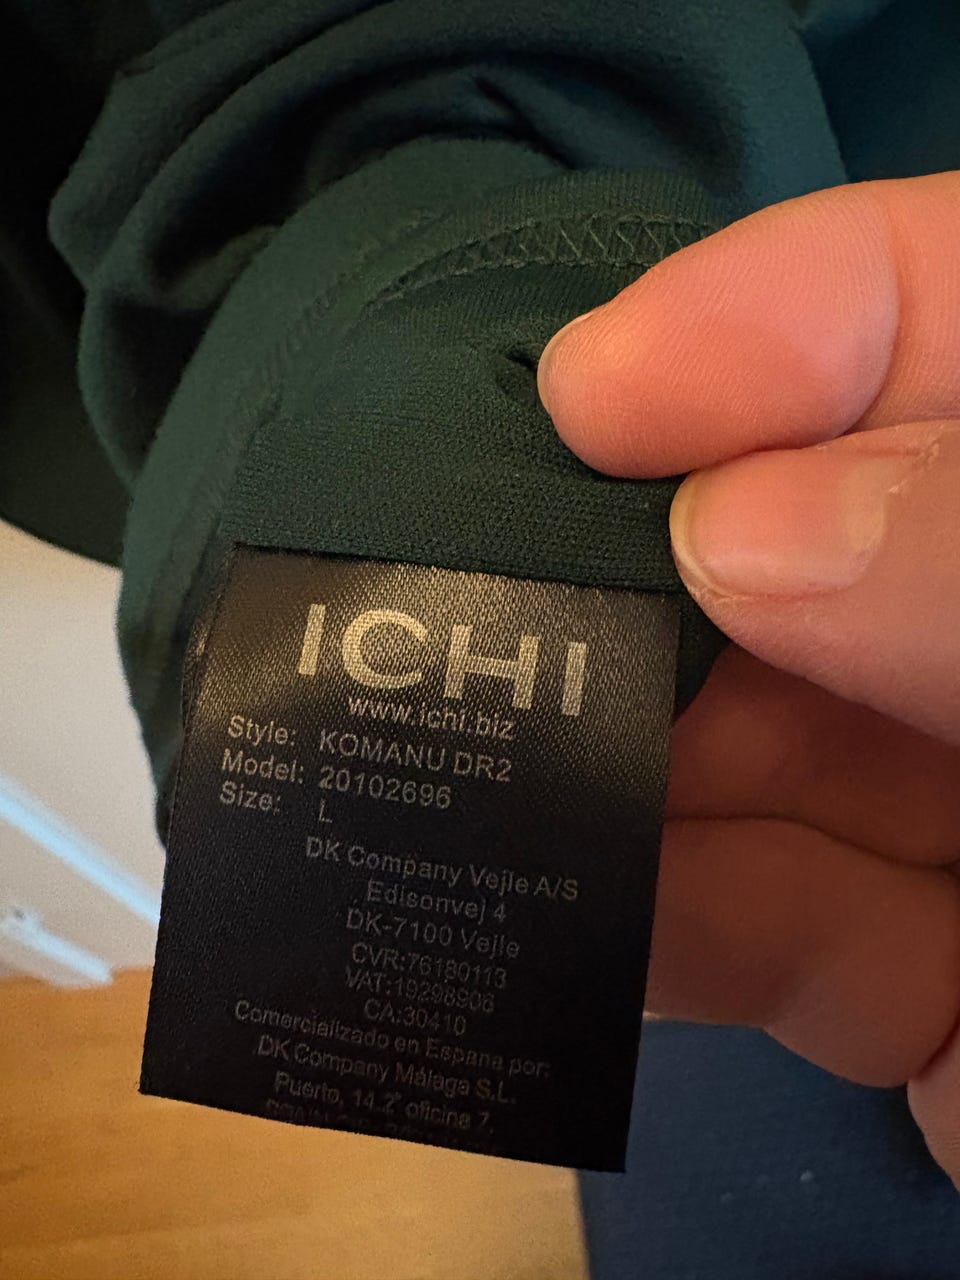 ICHI
www.ichi.biz
Style: KOMANU DR2
Model: 20102696
Size: L
DK Company Vejle A/S
Edisonvej 4
DK-7100 Vejle
CVR:76180113
VAT:19298906
CA:30410
Comercializado en Espana por:
DK Company Málaga S.L.
Puerto, 14.2º oficina 7,